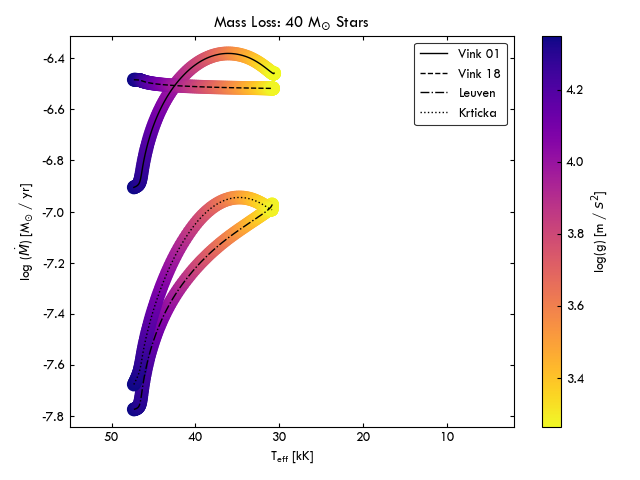 Mass Loss: 40 M⊙ Stars
-6.4
-6.6
-6.8
-7.0
-7.2
-7.4
-7.6
-7.8
log (Ṁ) [M⊙ / yr]
50
40
30
20
10
T_eff [kK]
Vink 01
Vink 18
Leuven
Krticka
4.2
4.0
3.8
3.6
3.4
log(g) [m / s²]